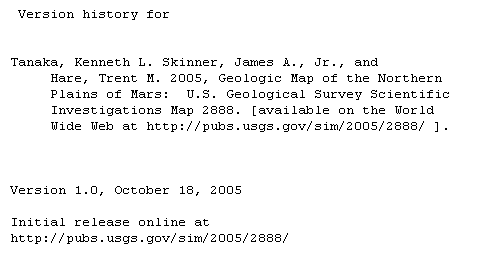 Version history for
Tanaka, Kenneth L. Skinner, James A., Jr., and
Hare, Trent M. 2005, Geologic Map of the Northern
Plains of Mars:  U.S. Geological Survey Scientific
Investigations Map 2888. [available on the World
Wide Web at http://pubs.usgs.gov/sim/2005/2888/ ].
Version 1.0, October 18, 2005
Initial release online at
http://pubs.usgs.gov/sim/2005/2888/